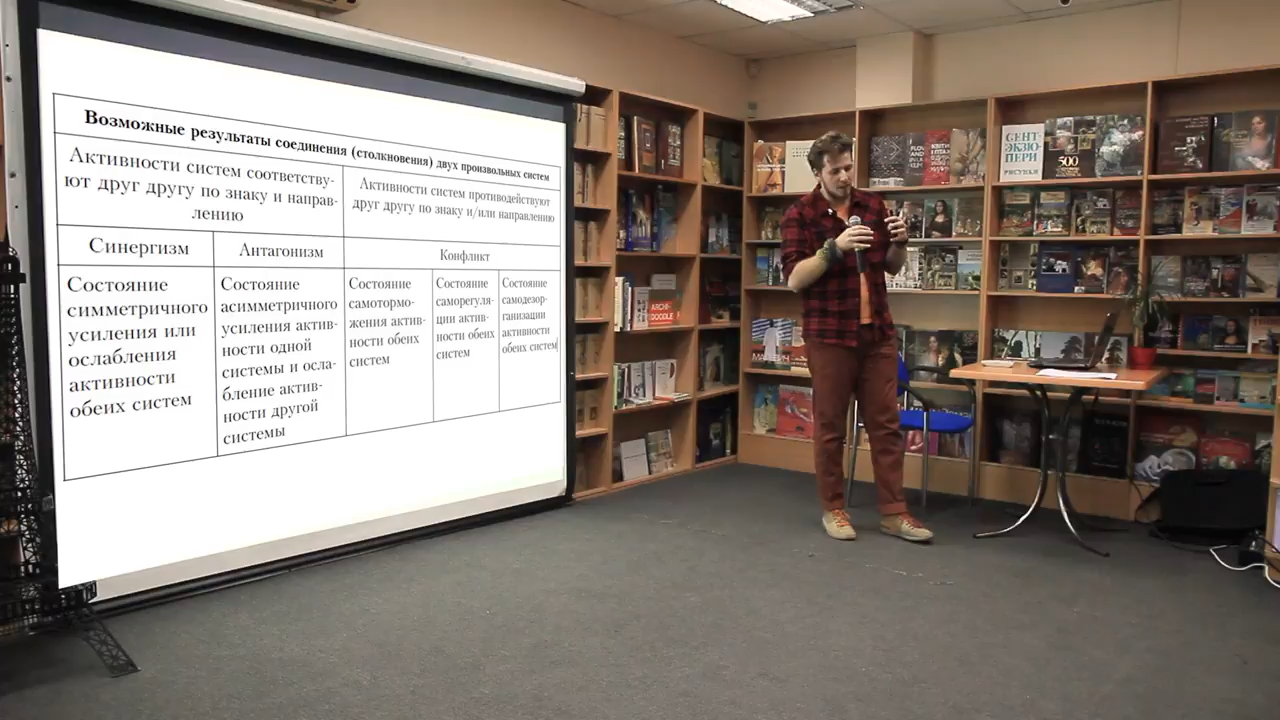 Возможные результаты соединения (столкновения) двух произвольных систем
Активности систем соответству-
ют друг другу по знаку и направ-
лению
Активности систем противодействуют
друг другу по знаку и/или направлению
Синергизм
Антагонизм
Конфликт
Состояние
симметричного
усиления или
ослабления
активности
обеих систем
Состояние
асимметричного
усиления актив-
ности одной
системы и осла-
бление актив-
ности другой
системы
Состояние
самотормо-
жения актив-
ности обеих
систем
Состояние
саморегуля-
ции актив-
ности обеих
систем
Состояние
самодезор-
ганизации
активности
обеих систем
СЕНТ-
ЭКЗЮ-
ПЕРИ
РИСУНКИ
500
ARCHI-
DOODLE